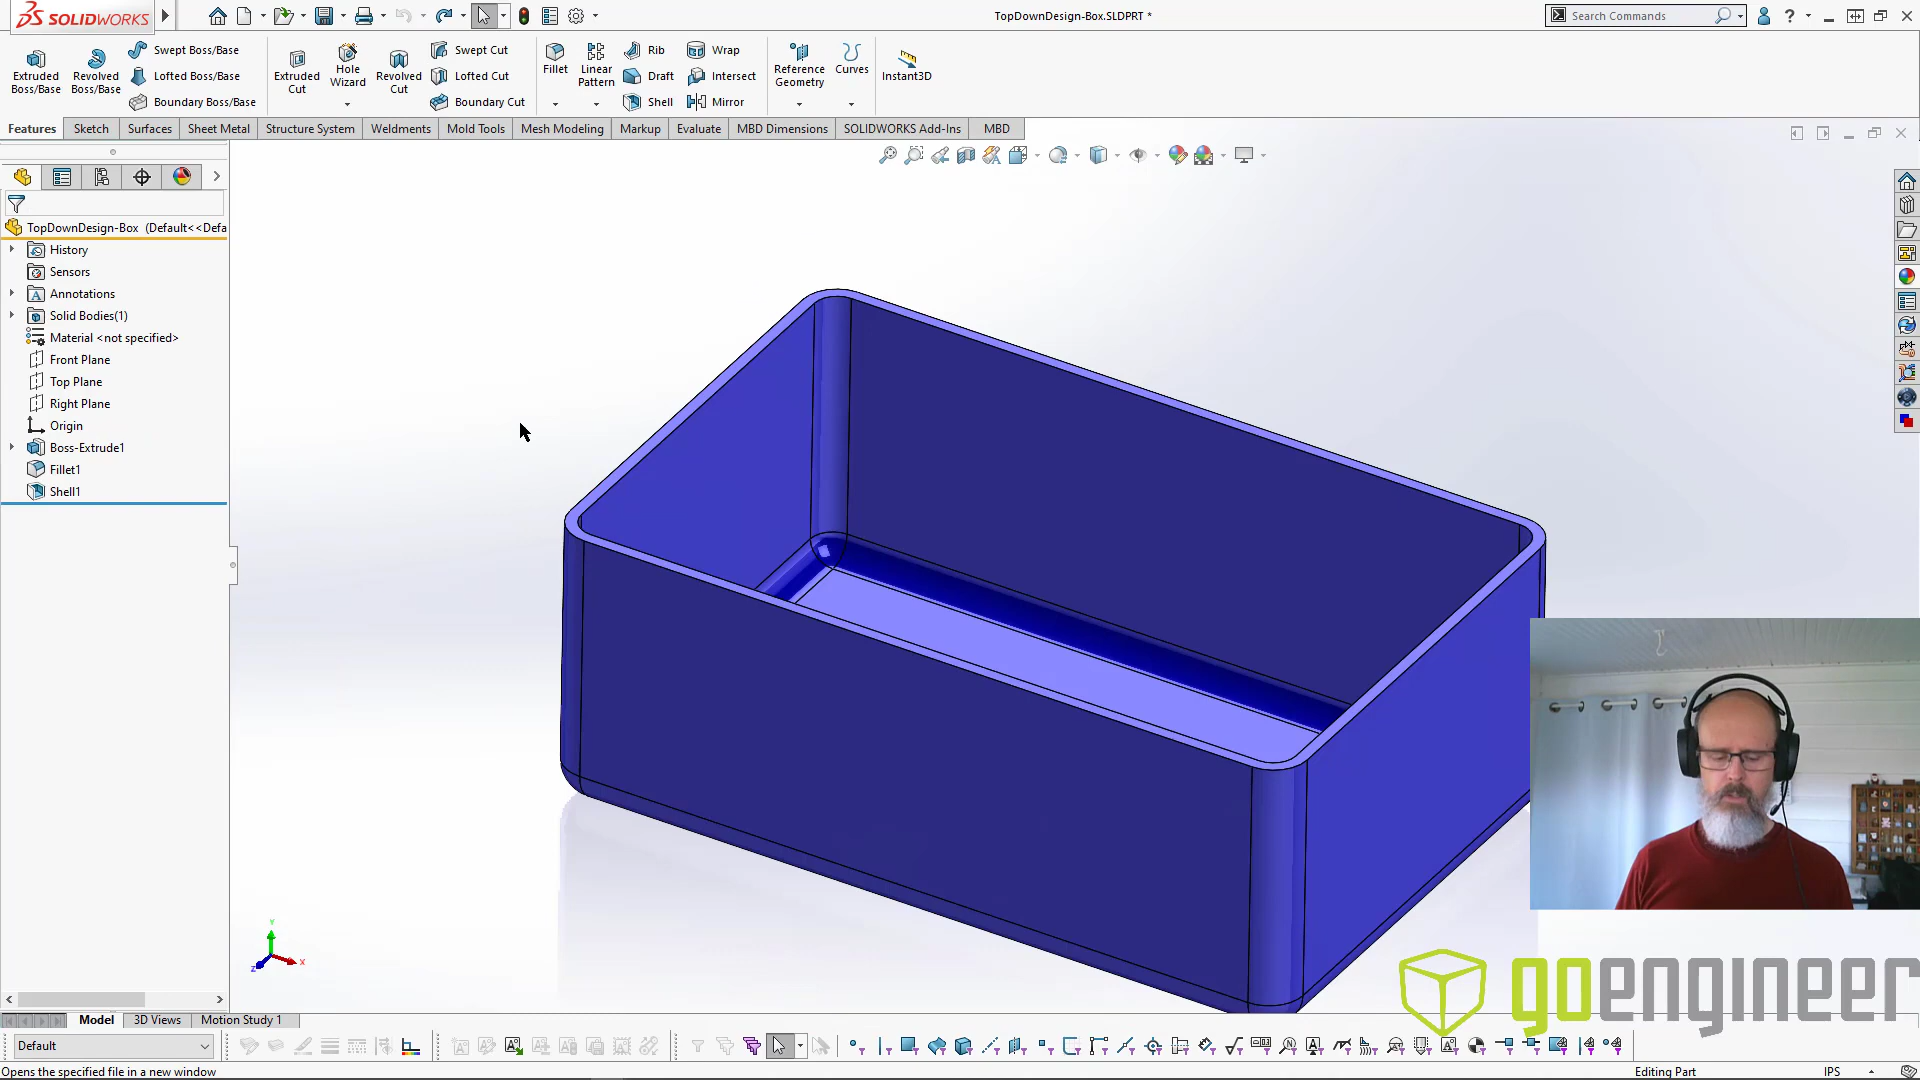 SOLIDWORKS
TopDownDesign-Box.SLDPRT *
Search Commands
Extruded Boss/Base
Revolved Boss/Base
Swept Boss/Base
Lofted Boss/Base
Boundary Boss/Base
Extruded Cut
Hole Wizard
Revolved Cut
Swept Cut
Lofted Cut
Boundary Cut
Fillet
Linear Pattern
Rib
Draft
Shell
Wrap
Intersect
Mirror
Reference Geometry
Curves
Instant3D
Features
Sketch
Surfaces
Sheet Metal
Structure System
Weldments
Mold Tools
Mesh Modeling
Markup
Evaluate
MBD Dimensions
SOLIDWORKS Add-Ins
MBD
TopDownDesign-Box (Default<<Defa
History
Sensors
Annotations
Solid Bodies(1)
Material <not specified>
Front Plane
Top Plane
Right Plane
Origin
Boss-Extrude1
Fillet1
Shell1
Y
X
Z
goengineer
Model
3D Views
Motion Study 1
Default
Opens the specified file in a new window
Editing Part
IPS